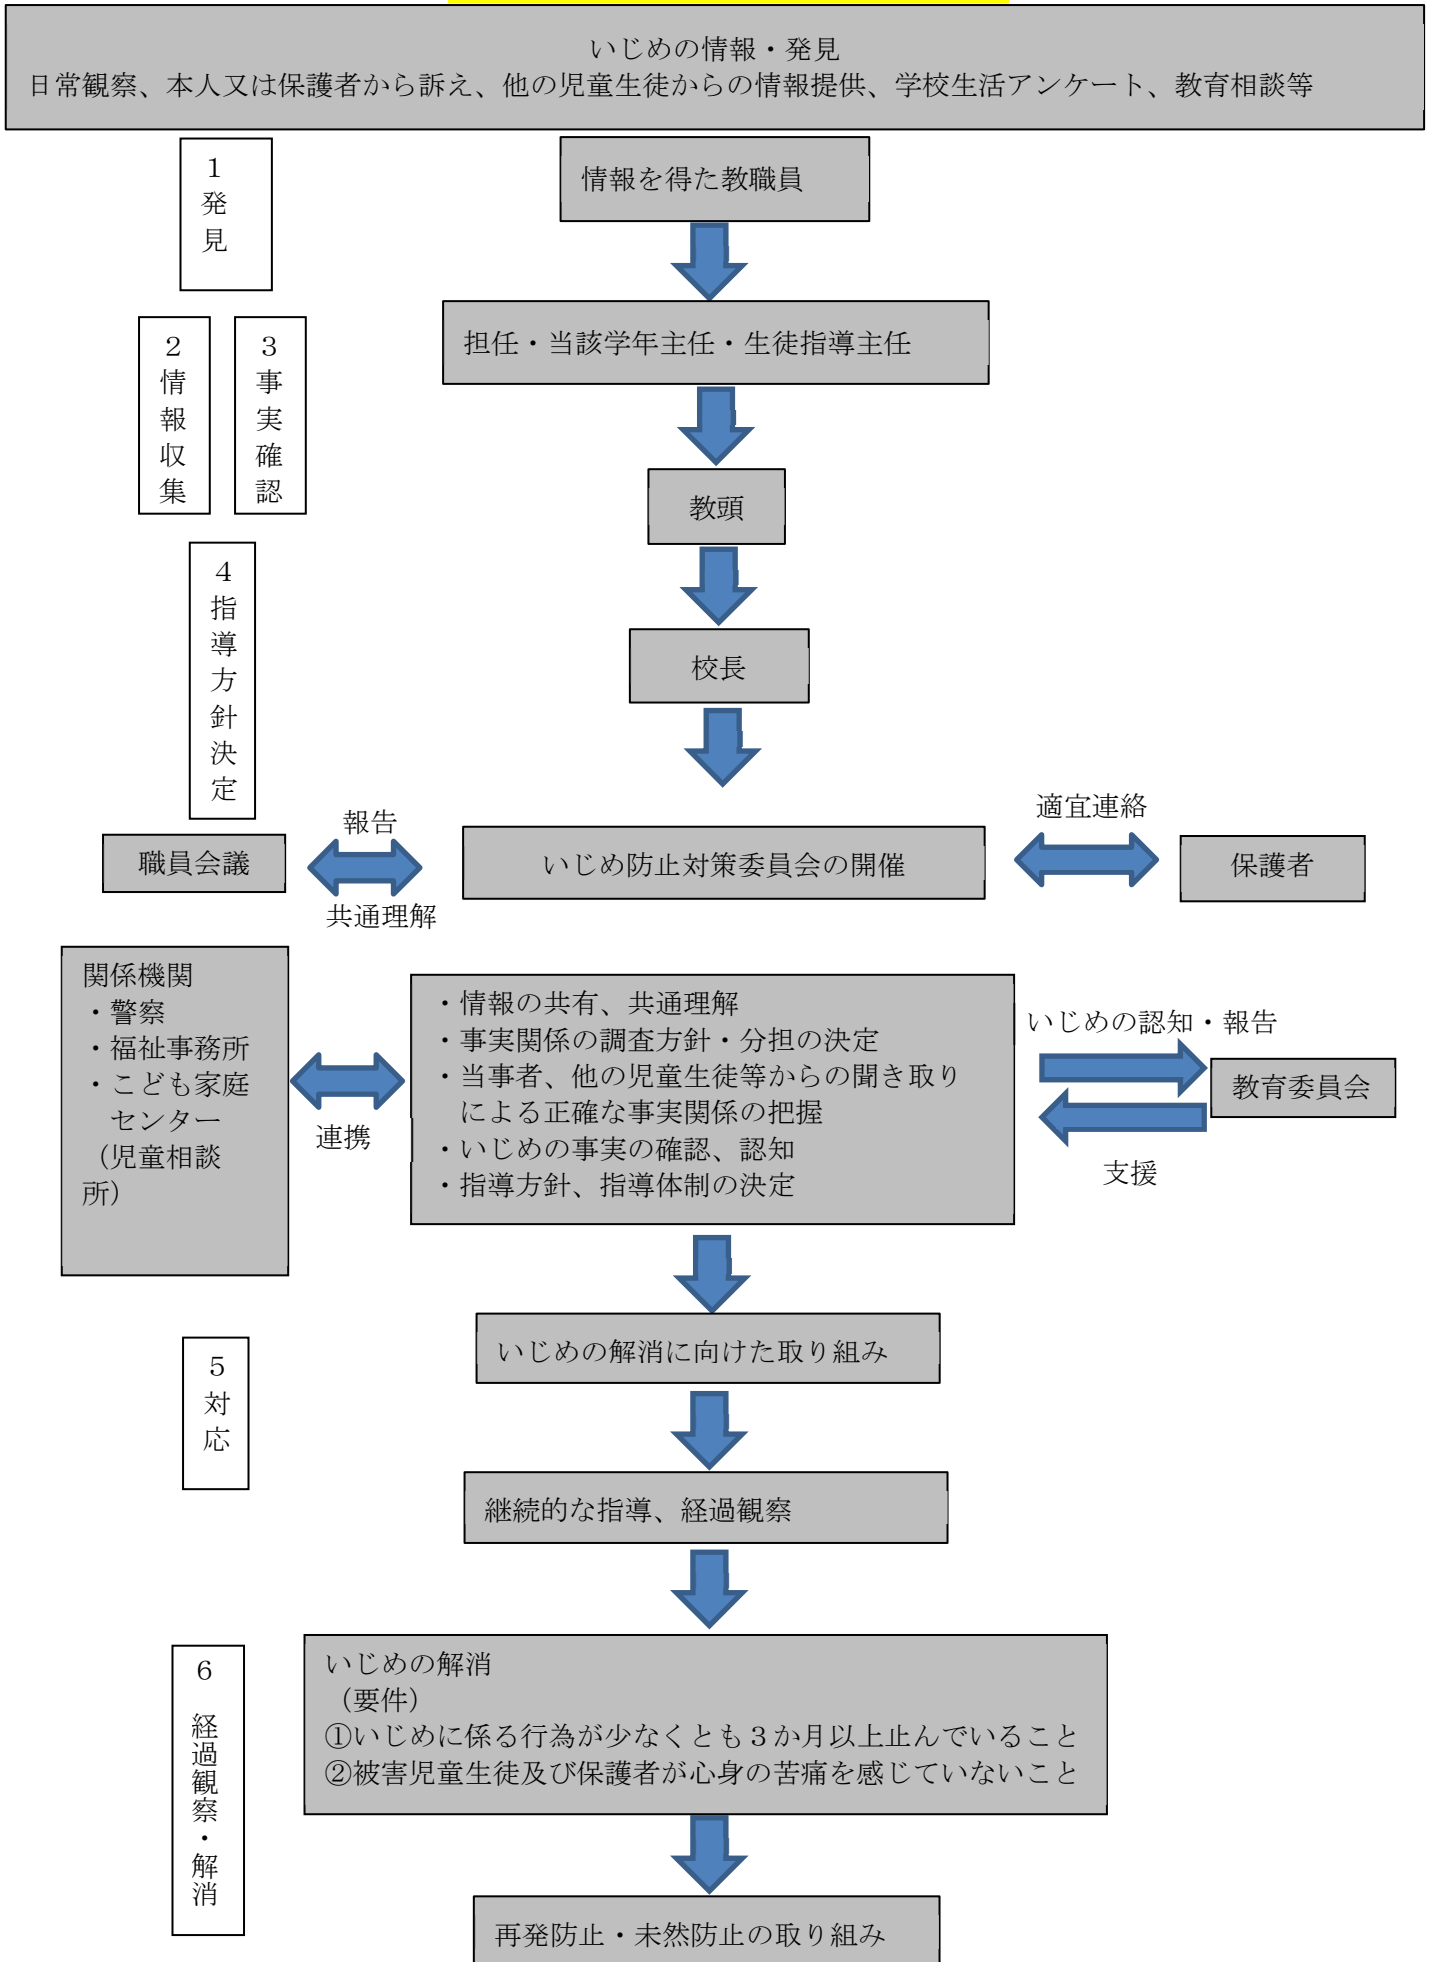 いじめの情報・発見
日常観察、本人又は保護者から訴え、他の児童生徒からの情報提供、学校生活アンケート、教育相談等
1
発見
情報を得た教職員
2
情報収集
3
事実確認
担任・当該学年主任・生徒指導主任
教頭
4
指導方針決定
校長
職員会議
報告
共通理解
いじめ防止対策委員会の開催
適宜連絡
保護者
関係機関
・警察
・福祉事務所
・こども家庭
センター
（児童相談
所）
連携
・情報の共有、共通理解
・事実関係の調査方針・分担の決定
・当事者、他の児童生徒等からの聞き取り
による正確な事実関係の把握
・いじめの事実の確認、認知
・指導方針、指導体制の決定
いじめの認知・報告
教育委員会
支援
いじめの解消に向けた取り組み
5
対応
継続的な指導、経過観察
6
経過観察・解消
いじめの解消
（要件）
①いじめに係る行為が少なくとも３か月以上止んでいること
②被害児童生徒及び保護者が心身の苦痛を感じていないこと
再発防止・未然防止の取り組み